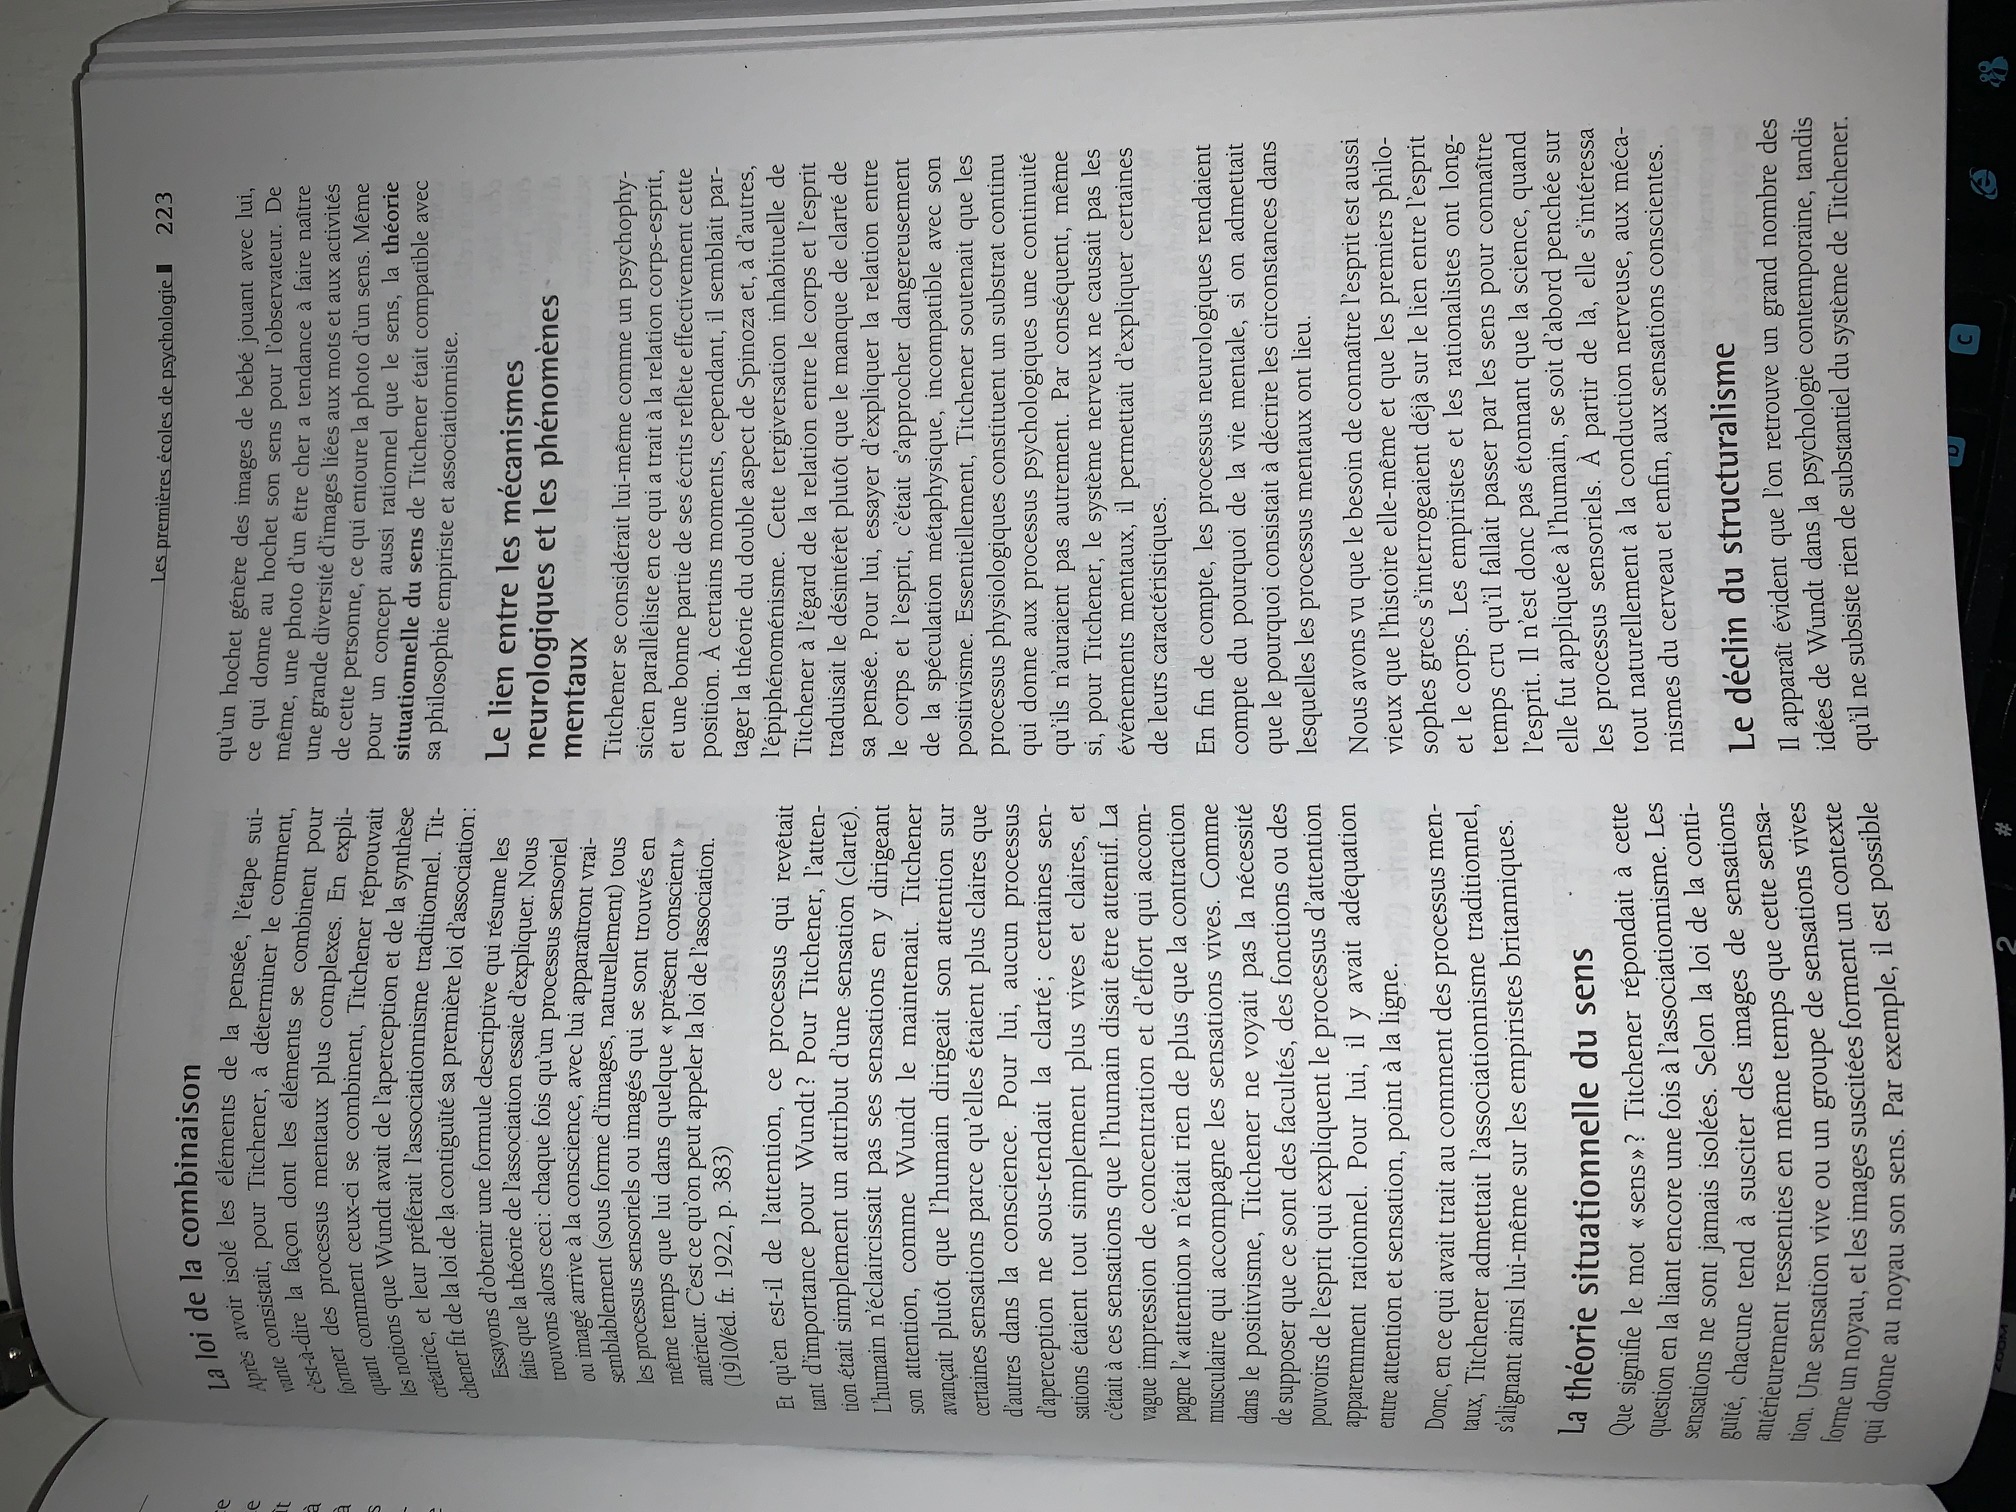 Les premières écoles de psychologie 223
La loi de la combinaison
Après avoir isolé les éléments de la pensée, l'étape sui-
vante consistait, pour Titchener, à déterminer le comment,
c'est-à-dire la façon dont les éléments se combinent pour
former des processus mentaux plus complexes. En expli-
quant comment ceux-ci se combinent, Titchener réprouvait
les notions que Wundt avait de l'aperception et de la synthèse
créatrice, et leur préférait l'associationnisme traditionnel. Tit-
chener fit de la loi de la contiguïté sa première loi d'association :
Essayons d'obtenir une formule descriptive qui résume les
faits que la théorie de l'association essaie d'expliquer. Nous
trouvons alors ceci : chaque fois qu'un processus sensoriel
ou imagé arrive à la conscience, avec lui apparaîtront vrai-
semblablement (sous forme d'images, naturellement) tous
les processus sensoriels ou imagés qui se sont trouvés en
même temps que lui dans quelque « présent conscient »
antérieur. C'est ce qu'on peut appeler la loi de l'association.
(1910/éd. fr. 1922, p. 383)
Et qu'en est-il de l'attention, ce processus qui revêtait
tant d'importance pour Wundt ? Pour Titchener, l'atten-
tion était simplement un attribut d'une sensation (clarté).
L'humain n'éclaircissait pas ses sensations en y dirigeant
son attention, comme Wundt le maintenait. Titchener
avançait plutôt que l'humain dirigeait son attention sur
certaines sensations parce qu'elles étaient plus claires que
d'autres dans la conscience. Pour lui, aucun processus
d'aperception ne sous-tendait la clarté ; certaines sen-
sations étaient tout simplement plus vives et claires, et
c'était à ces sensations que l'humain disait être attentif. La
vague impression de concentration et d'effort qui accom-
pagne l'« attention » n'était rien de plus que la contraction
musculaire qui accompagne les sensations vives. Comme
dans le positivisme, Titchener ne voyait pas la nécessité
de supposer que ce sont des facultés, des fonctions ou des
pouvoirs de l'esprit qui expliquent le processus d'attention
apparemment rationnel. Pour lui, il y avait adéquation
entre attention et sensation, point à la ligne.
Donc, en ce qui avait trait au comment des processus men-
taux, Titchener admettait l'associationnisme traditionnel,
s'alignant ainsi lui-même sur les empiristes britanniques.
La théorie situationnelle du sens
Que signifie le mot « sens » ? Titchener répondait à cette
question en la liant encore une fois à l'associationnisme. Les
sensations ne sont jamais isolées. Selon la loi de la conti-
guïté, chacune tend à susciter des images de sensations
antérieurement ressenties en même temps que cette sensa-
tion. Une sensation vive ou un groupe de sensations vives
forme un noyau, et les images suscitées forment un contexte
qui donne au noyau son sens. Par exemple, il est possible
qu'un hochet génère des images de bébé jouant avec lui,
ce qui donne au hochet son sens pour l'observateur. De
même, une photo d'un être cher a tendance à faire naître
une grande diversité d'images liées aux mots et aux activités
de cette personne, ce qui entoure la photo d'un sens. Même
pour un concept aussi rationnel que le sens, la théorie
situationnelle du sens de Titchener était compatible avec
sa philosophie empiriste et associationniste.
Le lien entre les mécanismes
neurologiques et les phénomènes
mentaux
Titchener se considérait lui-même comme un psychophy-
sicien paralléliste en ce qui a trait à la relation corps-esprit,
et une bonne partie de ses écrits reflète effectivement cette
position. À certains moments, cependant, il semblait par-
tager la théorie du double aspect de Spinoza et, à d'autres,
l'épiphénoménisme. Cette tergiversation inhabituelle de
Titchener à l'égard de la relation entre le corps et l'esprit
traduisait le désintérêt plutôt que le manque de clarté de
sa pensée. Pour lui, essayer d'expliquer la relation entre
le corps et l'esprit, c'était s'approcher dangereusement
de la spéculation métaphysique, incompatible avec son
positivisme. Essentiellement, Titchener soutenait que les
processus physiologiques constituent un substrat continu
qui donne aux processus psychologiques une continuité
qu'ils n'auraient pas autrement. Par conséquent, même
si, pour Titchener, le système nerveux ne causait pas les
événements mentaux, il permettait d'expliquer certaines
de leurs caractéristiques.
En fin de compte, les processus neurologiques rendaient
compte du pourquoi de la vie mentale, si on admettait
que le pourquoi consistait à décrire les circonstances dans
lesquelles les processus mentaux ont lieu.
Nous avons vu que le besoin de connaître l'esprit est aussi
vieux que l'histoire elle-même et que les premiers philo-
sophes grecs s'interrogeaient déjà sur le lien entre l'esprit
et le corps. Les empiristes et les rationalistes ont long-
temps cru qu'il fallait passer par les sens pour connaître
l'esprit. Il n'est donc pas étonnant que la science, quand
elle fut appliquée à l'humain, se soit d'abord penchée sur
les processus sensoriels. À partir de là, elle s'intéressa
tout naturellement à la conduction nerveuse, aux méca-
nismes du cerveau et enfin, aux sensations conscientes.
Le déclin du structuralisme
Il apparaît évident que l'on retrouve un grand nombre des
idées de Wundt dans la psychologie contemporaine, tandis
qu'il ne subsiste rien de substantiel du système de Titchener.
C
2
#